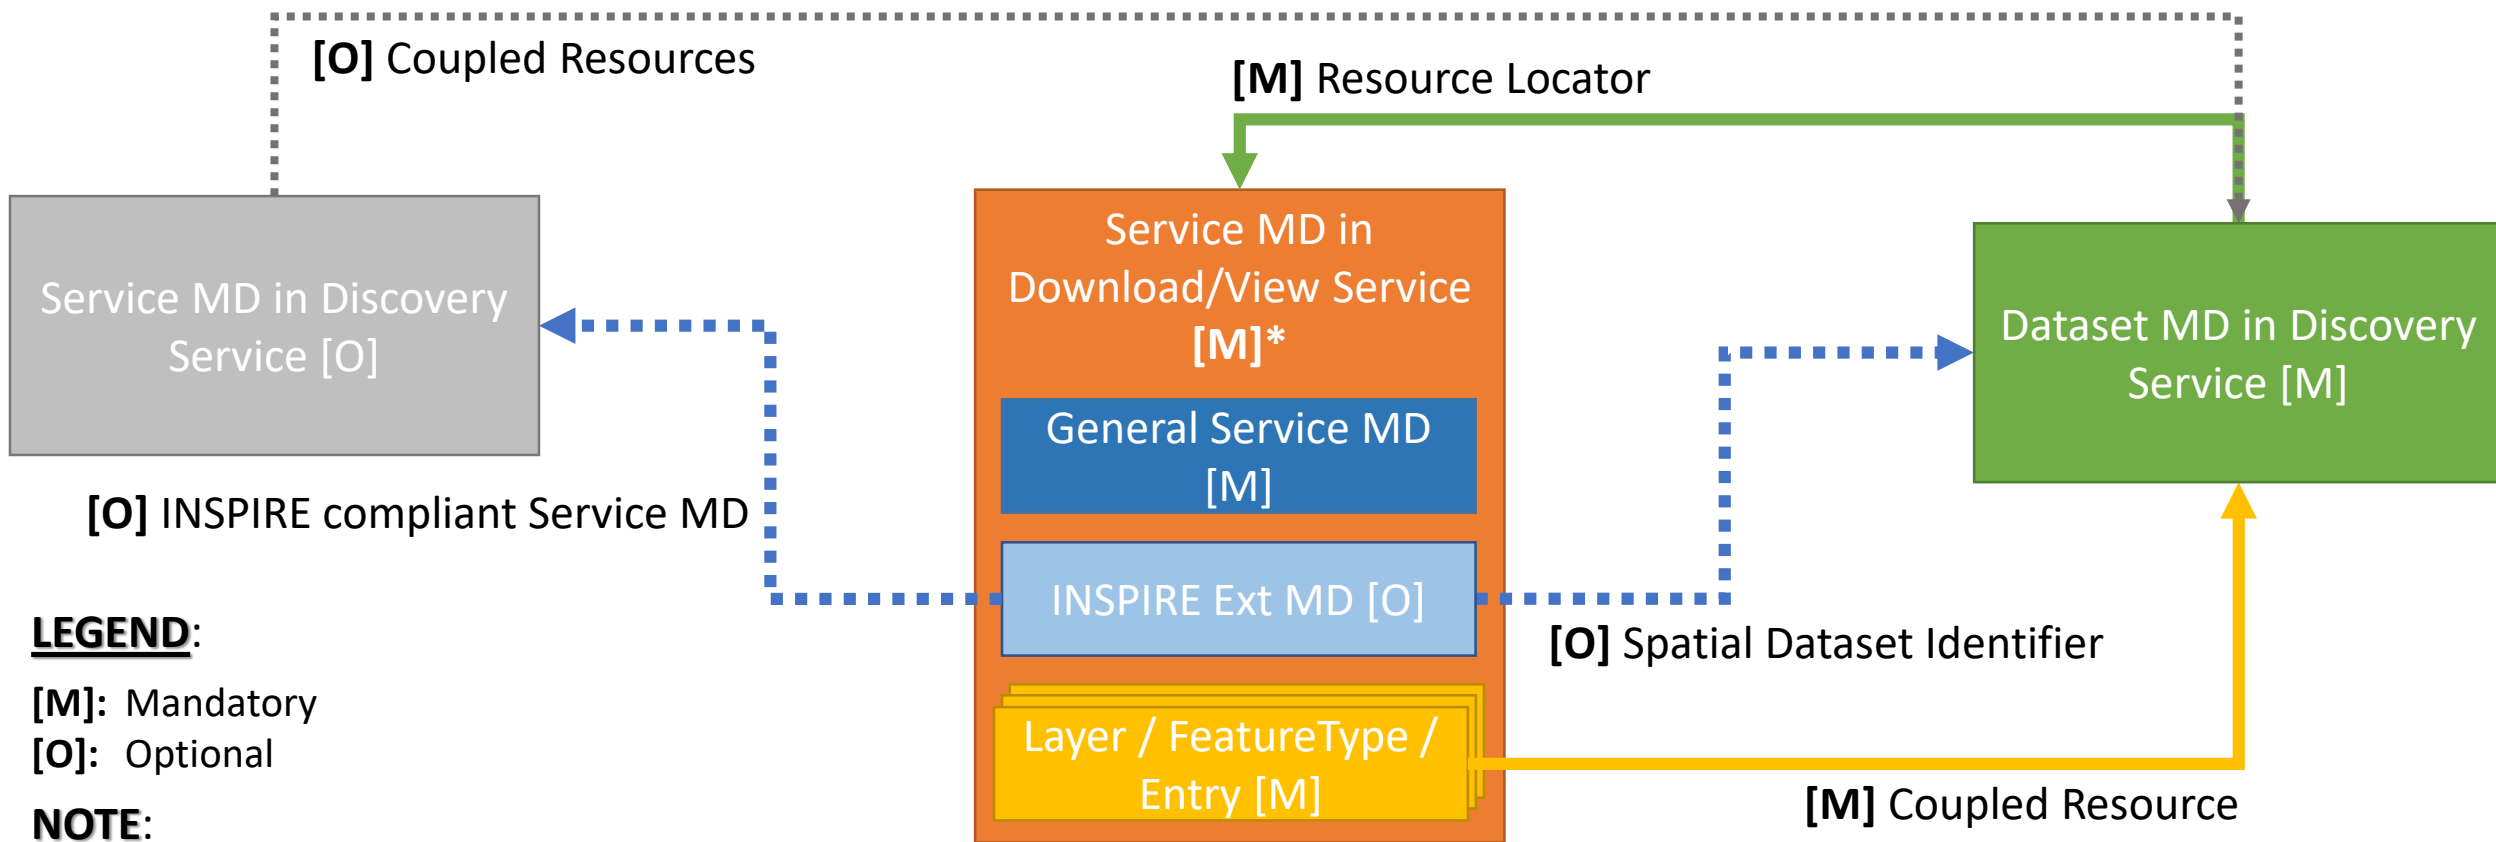 [O] Coupled Resources
[M] Resource Locator
Service MD in Discovery
Service [O]
Service MD in
Download/View Service
[M]*
General Service MD
[M]
INSPIRE Ext MD [O]
Layer / FeatureType /
Entry [M]
Dataset MD in Discovery
Service [M]
[O] INSPIRE compliant Service MD
[O] Spatial Dataset Identifier
[M] Coupled Resource
LEGEND:
[M]: Mandatory
[O]: Optional
NOTE: